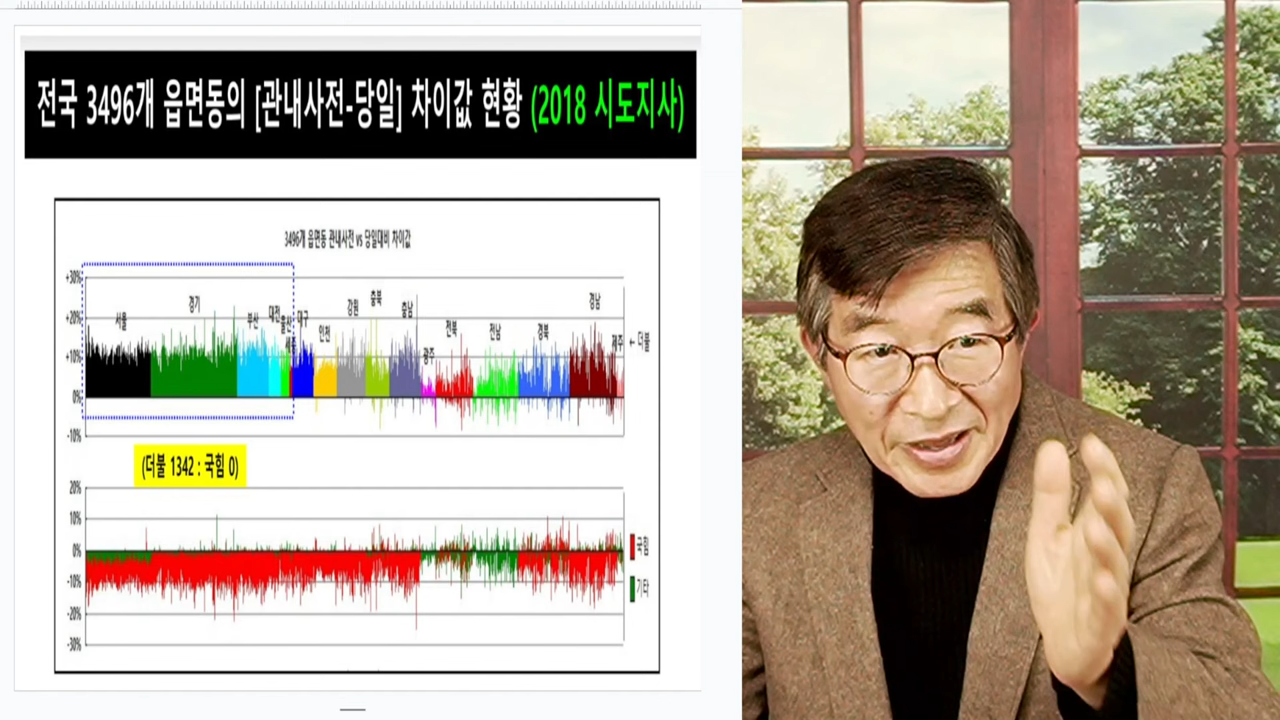 전국 3496개 읍면동의 [관내사전-당일] 차이값 현황 (2018 시도지사)
3496개 읍면동 관내사전 vs 당일대비 차이값
+30%
+20%
+10%
0%
-10%
서울
경기
부산
대전
울산
세종
대구
인천
강원
충북
충남
광주
전북
전남
경북
경남
제주
← 더불
(더불 1342 : 국힘 0)
20%
10%
0%
-10%
-20%
-30%
국힘
기타